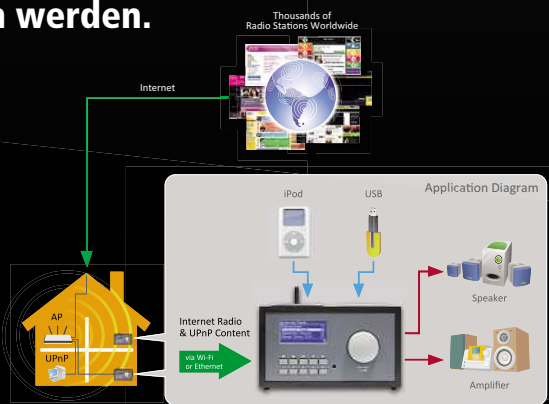 werden.
Thousands of
Radio Stations Worldwide
Internet
Application Diagram
iPod
USB
Speaker
AP
UPnP
Internet Radio
& UPnP Content
via Wi-Fi
or Ethernet
Amplifier